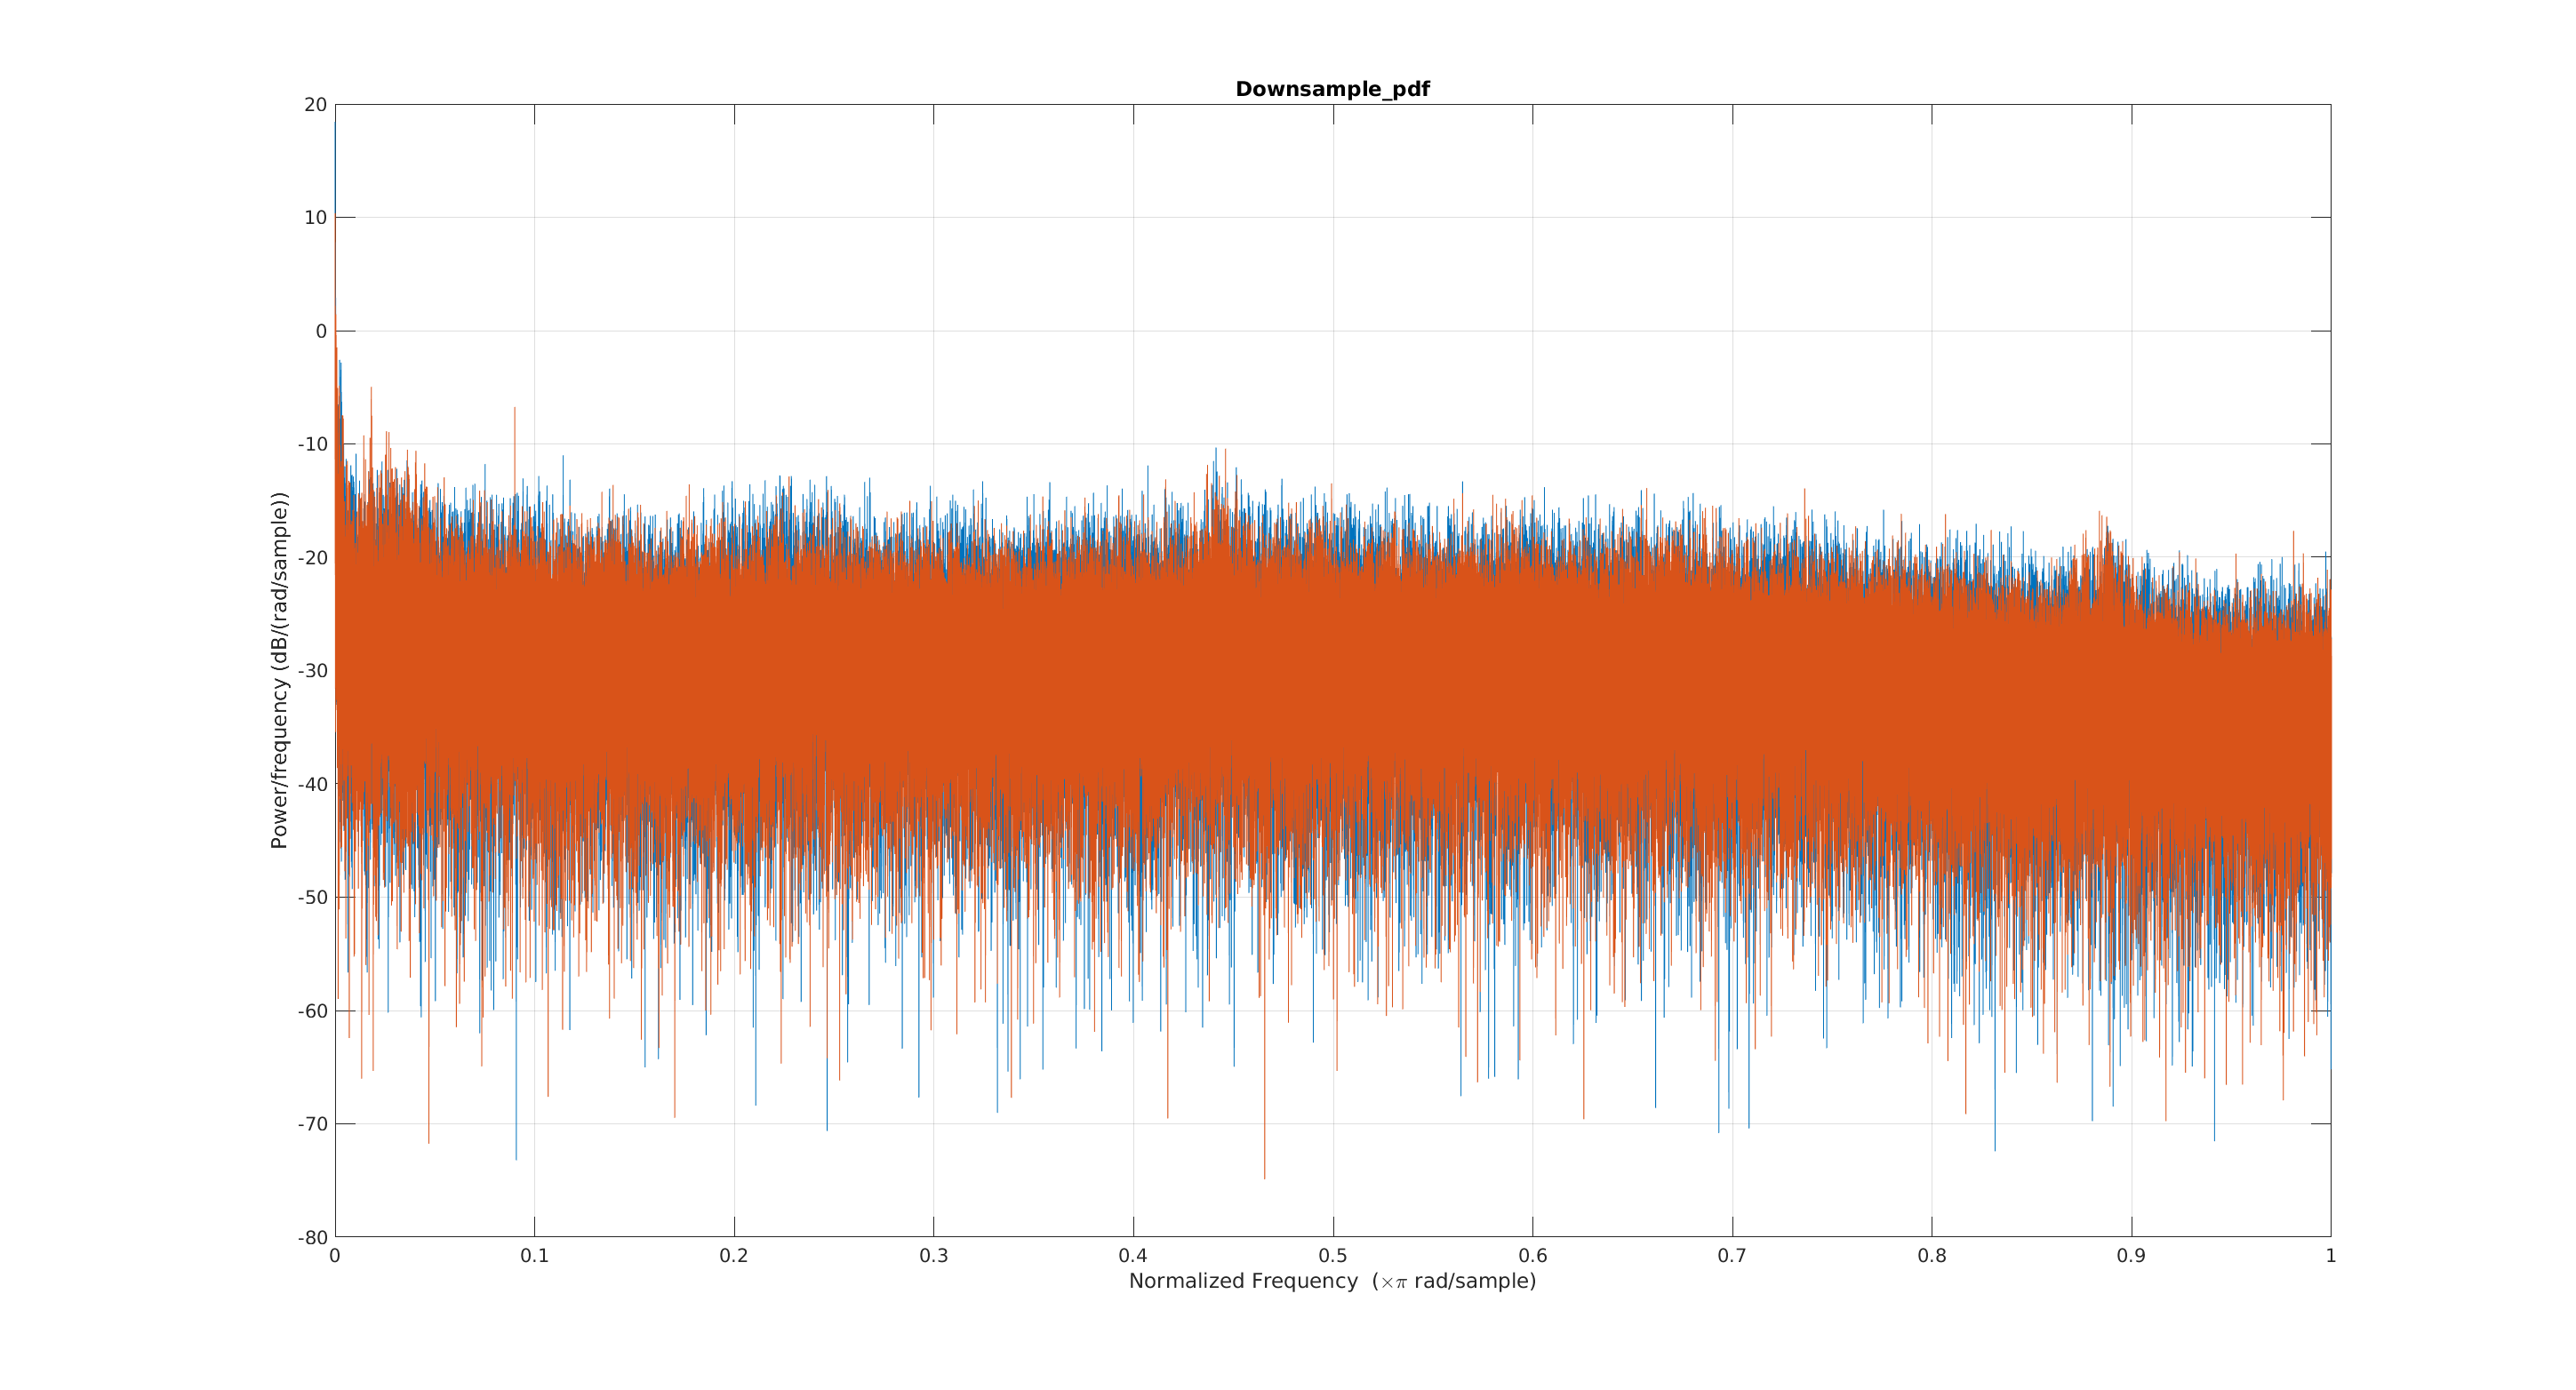 Downsample_pdf
20
10
0
-10
-20
-30
-40
-50
-60
-70
-80
Power/frequency (dB/(rad/sample))
0 0.1 0.2 0.3 0.4 0.5 0.6 0.7 0.8 0.9 1
Normalized Frequency (×π rad/sample)